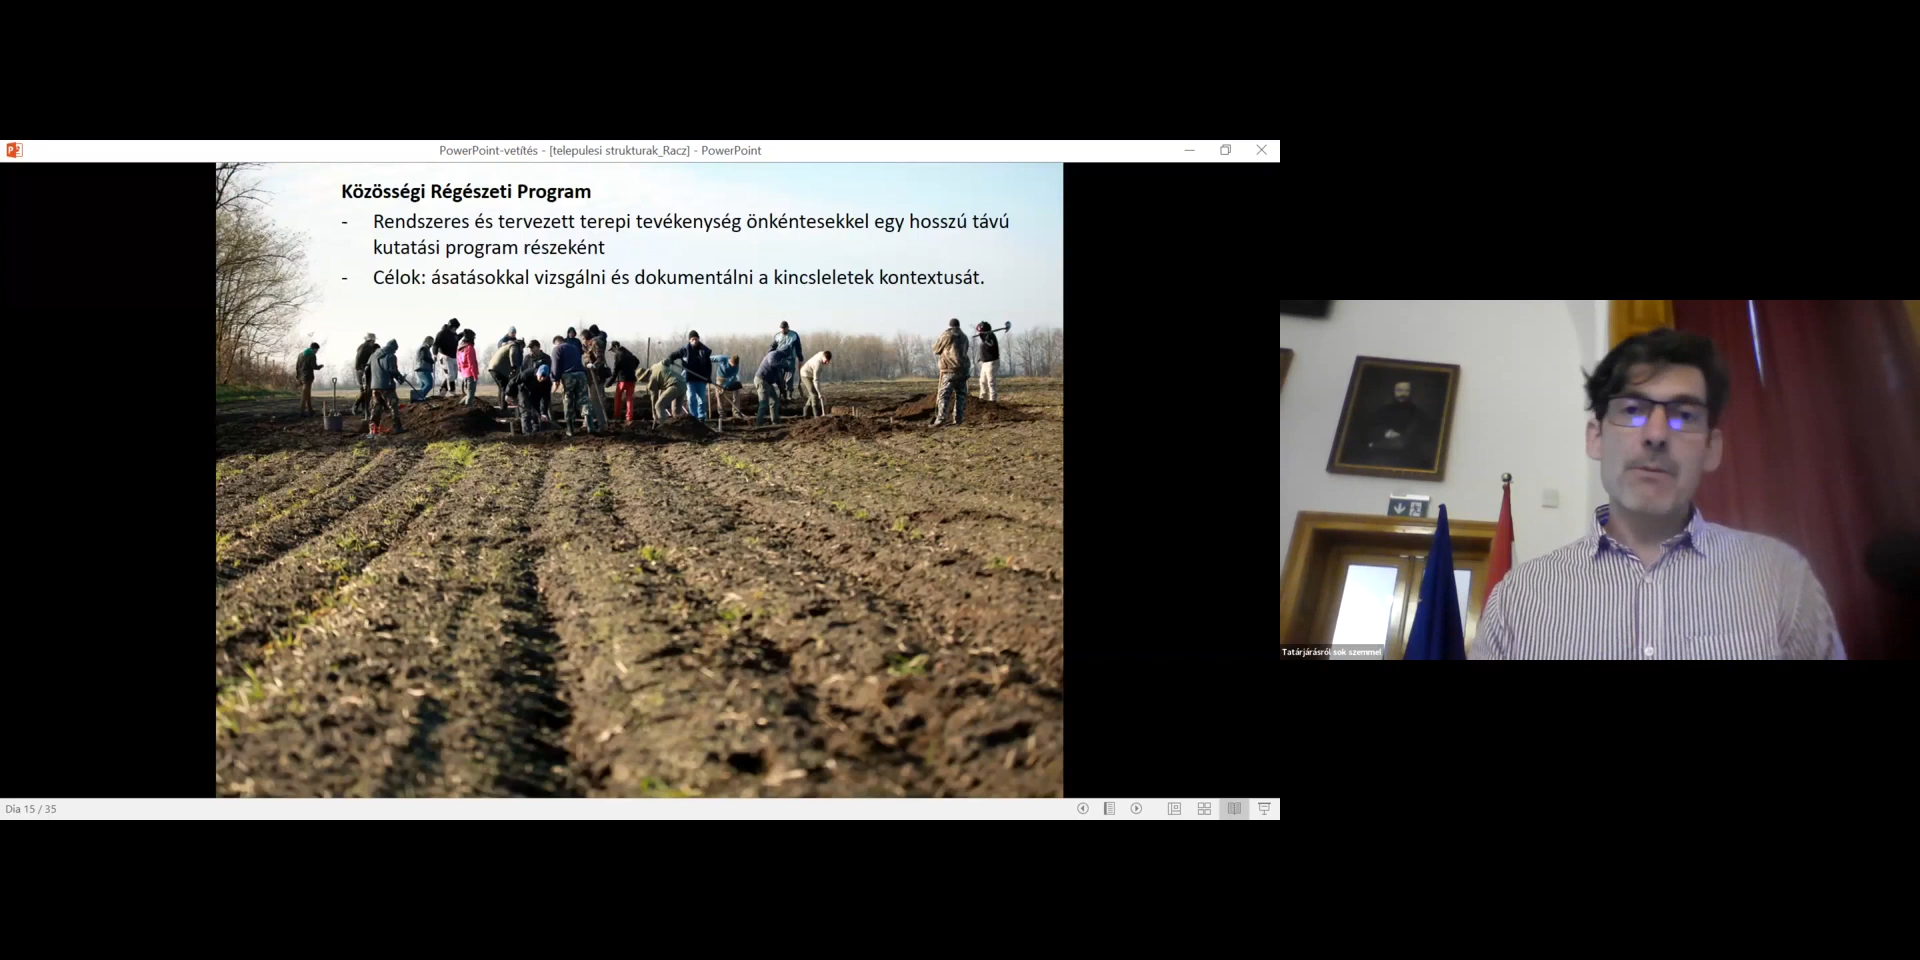 PowerPoint-vetítés - [telepulesi strukturak_Racz] - PowerPoint
Közösségi Régészeti Program
- Rendszeres és tervezett terepi tevékenység önkéntesekkel egy hosszú távú
kutatási program részeként
- Célok: ásatásokkal vizsgálni és dokumentálni a kincsleletek kontextusát.
Tatárjárásról sok szemmel
Dia 15 / 35